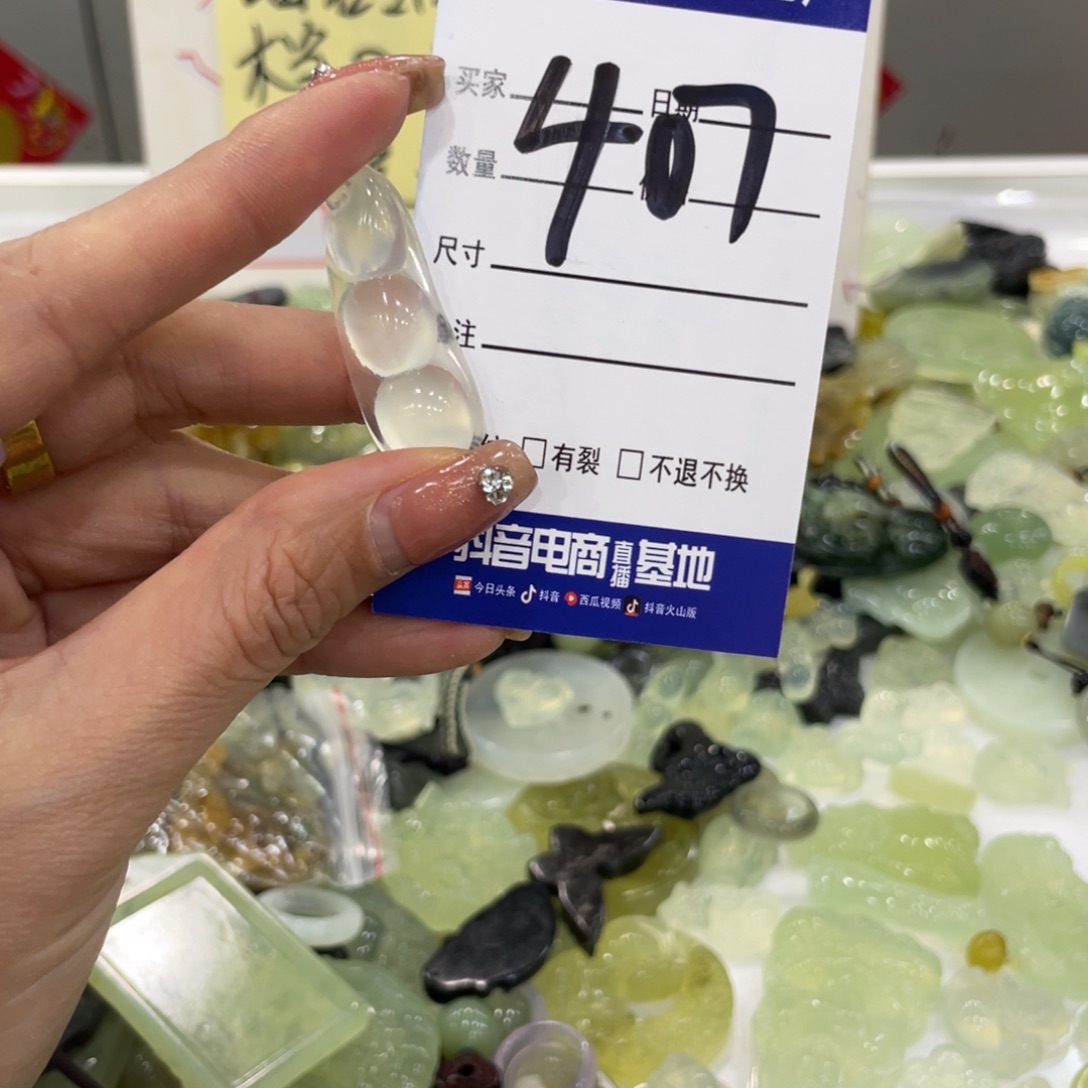 木
买家 日期
407
数量
尺寸
注
有裂 不退不换
抖音电商直播基地
今日头条 抖音 西瓜视频 抖音火山版